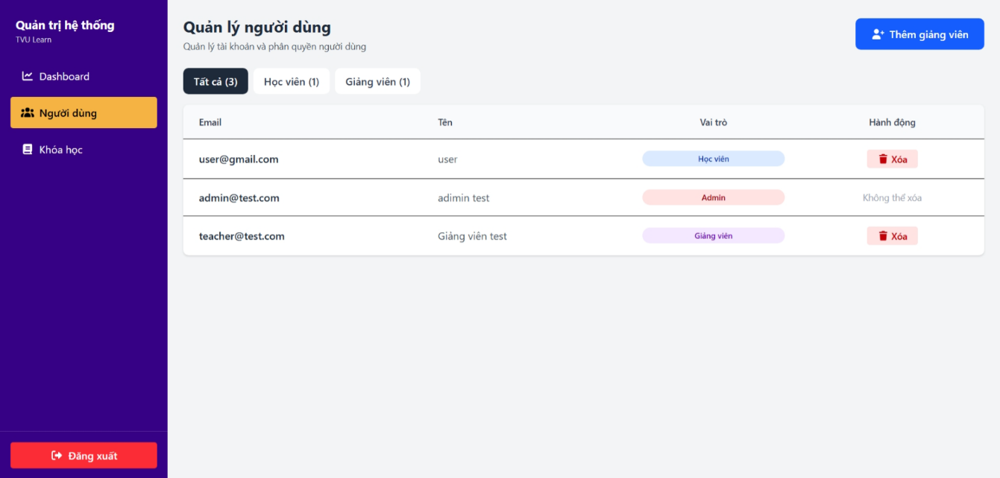 Quản trị hệ thống
TVU Learn
Dashboard
Người dùng
Khóa học
Đăng xuất
Quản lý người dùng
Quản lý tài khoản và phân quyền người dùng
Thêm giảng viên
Tất cả (3) Học viên (1) Giảng viên (1)
Email Tên Vai trò Hành động
user@gmail.com user Học viên Xóa
admin@test.com adimin test Admin Không thể xóa
teacher@test.com Giảng viên test Giảng viên Xóa